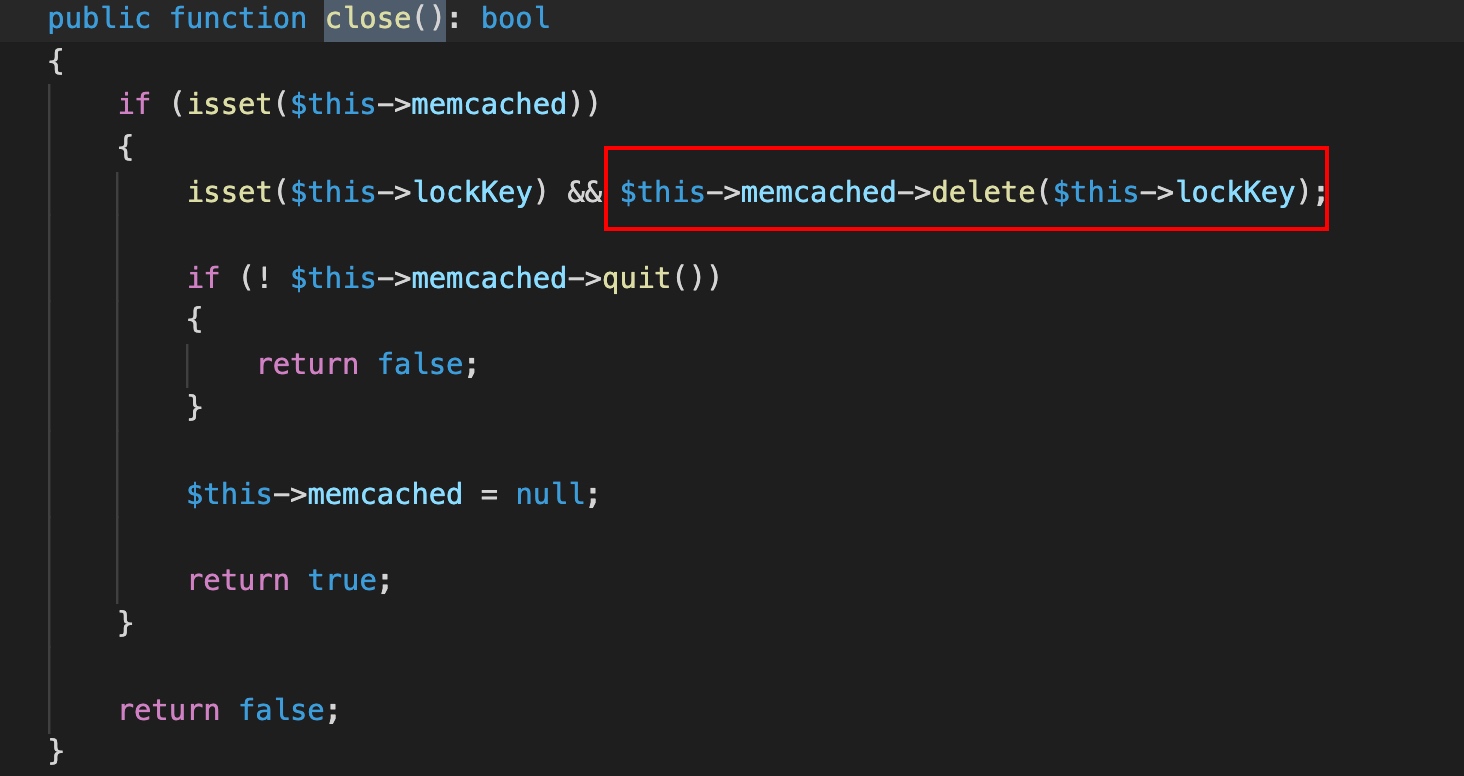 public function close(): bool
{
if (isset($this->memcached))
{
isset($this->lockKey) && $this->memcached->delete($this->lockKey);
if (! $this->memcached->quit())
{
return false;
}
$this->memcached = null;
return true;
}
return false;
}